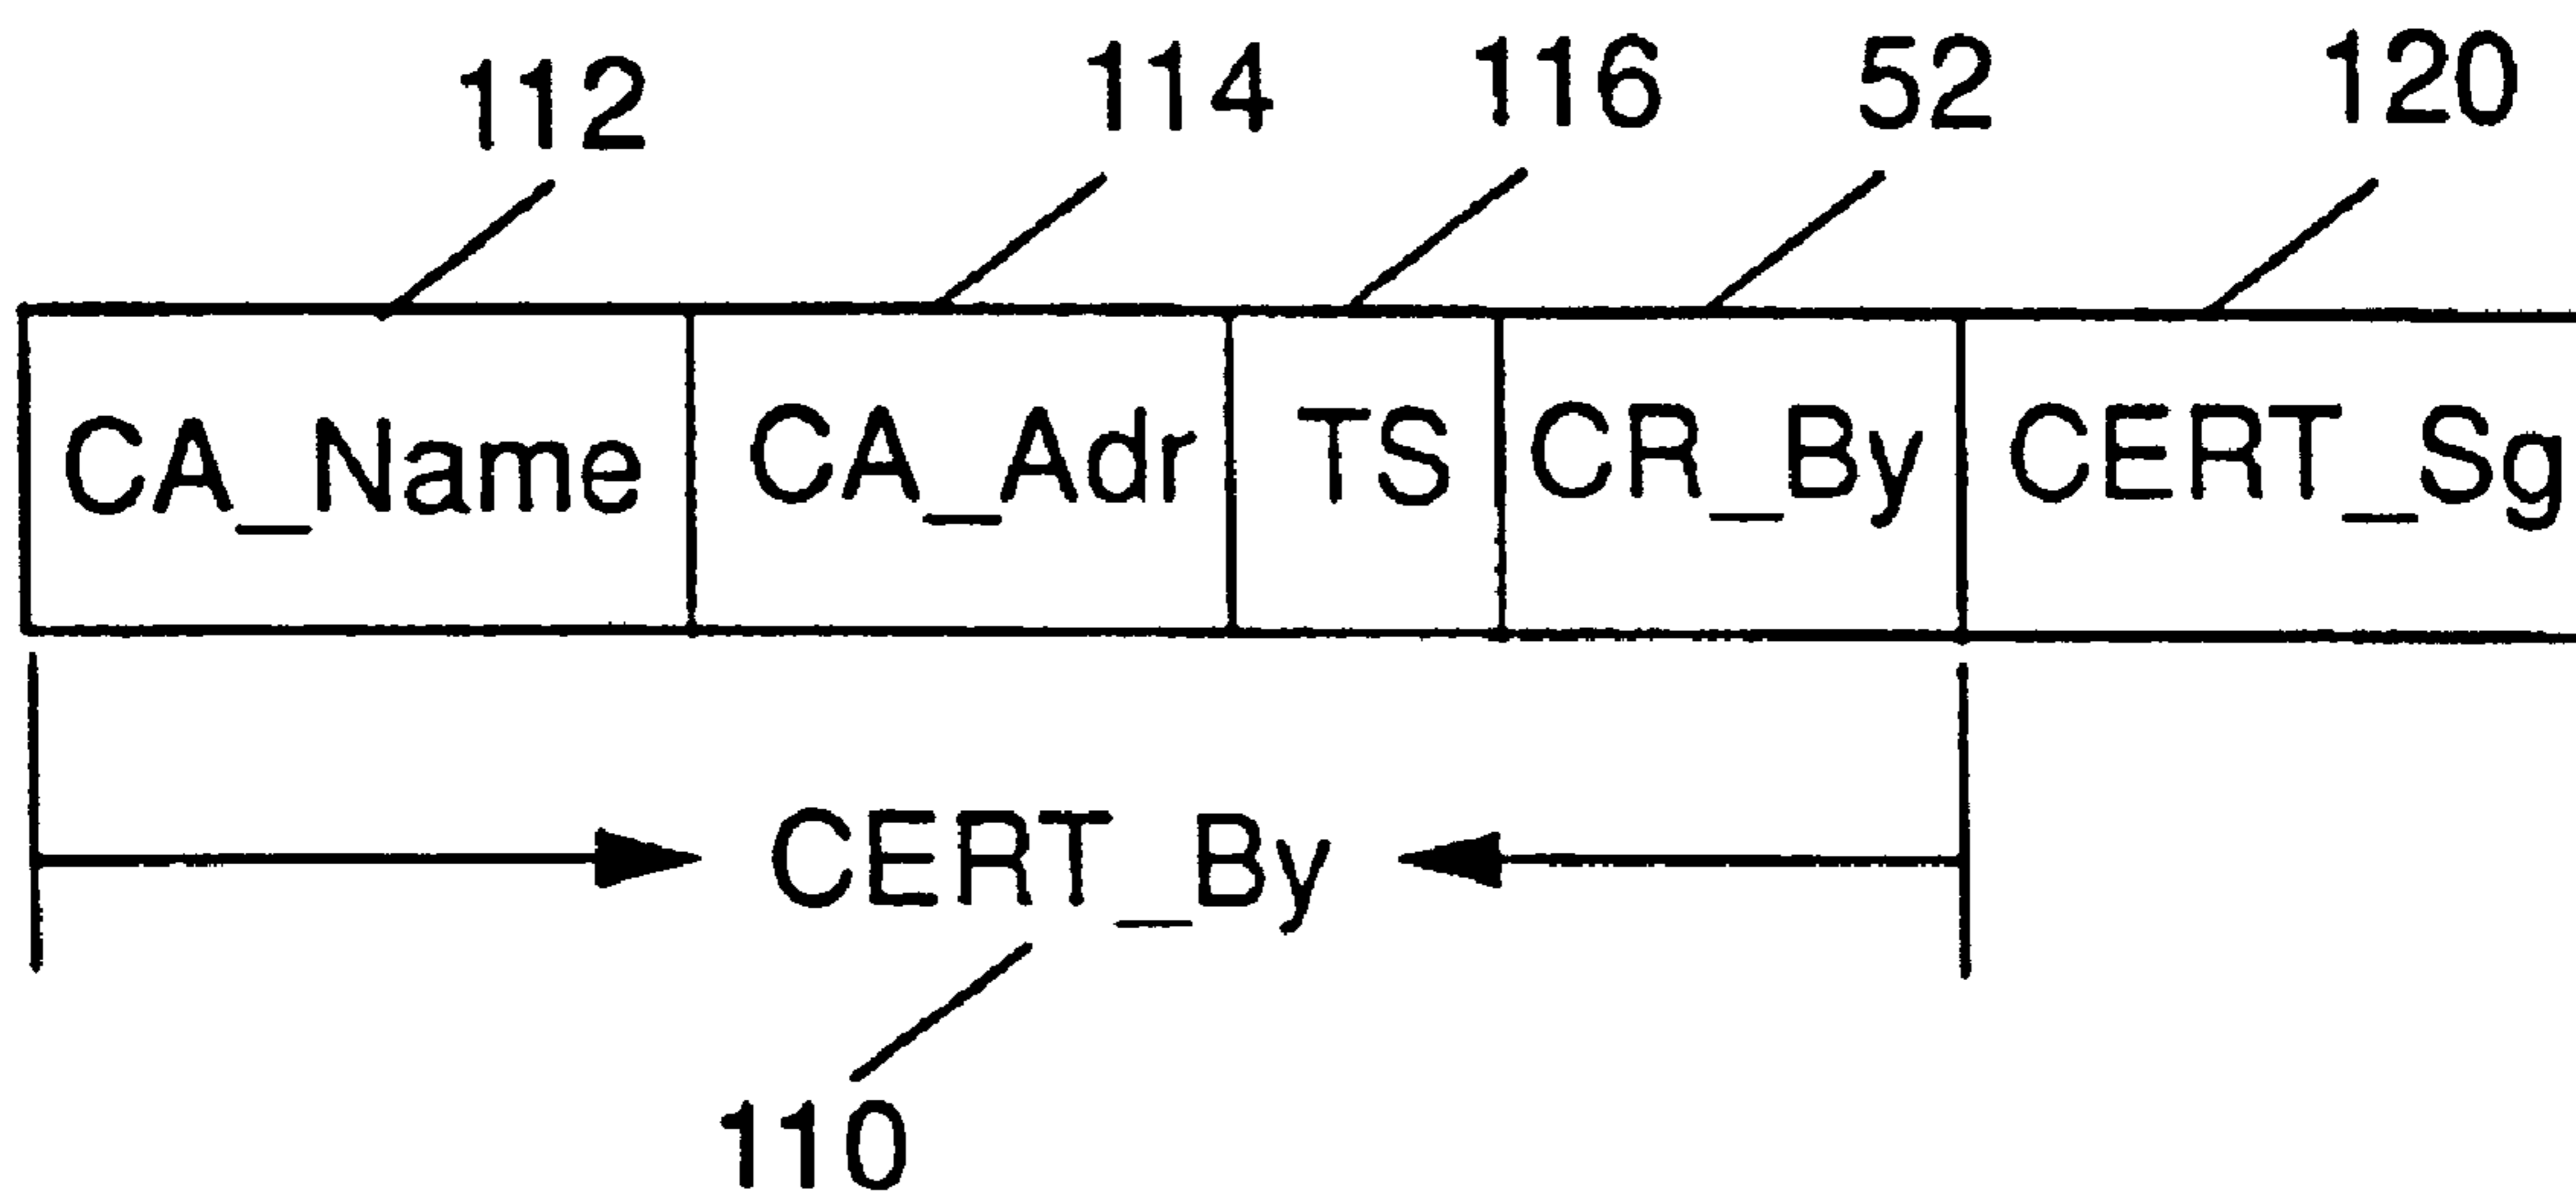 112 114 116 52 120
CA_Name CA_Adr TS CR_By CERT_Sg
CERT_By
110